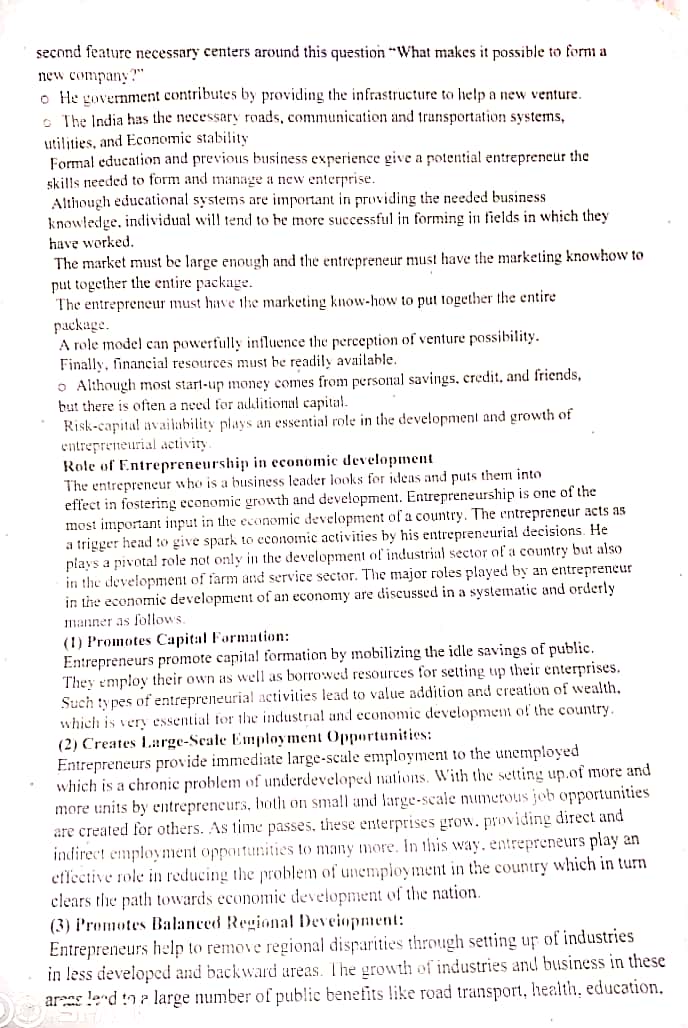 second feature necessary centers around this question "What makes it possible to form a
new company?"
o He government contributes by providing the infrastructure to help a new venture.
o The India has the necessary roads, communication and transportation systems,
utilities, and Economic stability
Formal education and previous business experience give a potential entrepreneur the
skills needed to form and manage a new enterprise.
Although educational systems are important in providing the needed business
knowledge, individual will tend to be more successful in forming in fields in which they
have worked.
The market must be large enough and the entrepreneur must have the marketing knowhow to
put together the entire package.
The entrepreneur must have the marketing know-how to put together the entire
package.
A role model can powerfully influence the perception of venture possibility.
Finally, financial resources must be readily available.
o Although most start-up money comes from personal savings, credit, and friends,
but there is often a need for additional capital.
Risk-capital availability plays an essential role in the development and growth of
entrepreneurial activity.
Role of Entrepreneurship in economic development
The entrepreneur who is a business leader looks for ideas and puts them into
effect in fostering economic growth and development. Entrepreneurship is one of the
most important input in the economic development of a country. The entrepreneur acts as
a trigger head to give spark to economic activities by his entrepreneurial decisions. He
plays a pivotal role not only in the development of industrial sector of a country but also
in the development of farm and service sector. The major roles played by an entrepreneur
in the economic development of an economy are discussed in a systematic and orderly
manner as follows.
(1) Promotes Capital Formation:
Entrepreneurs promote capital formation by mobilizing the idle savings of public.
They employ their own as well as borrowed resources for setting up their enterprises.
Such types of entrepreneurial activities lead to value addition and creation of wealth,
which is very essential for the industrial and economic development of the country.
(2) Creates Large-Scale Employment Opportunities:
Entrepreneurs provide immediate large-scale employment to the unemployed
which is a chronic problem of underdeveloped nations. With the setting up.of more and
more units by entrepreneurs, both on small and large-scale numerous job opportunities
are created for others. As time passes, these enterprises grow, providing direct and
indirect employment opportunities to many more. In this way, entrepreneurs play an
effective role in reducing the problem of unemployment in the country which in turn
clears the path towards economic development of the nation.
(3) Promotes Balanced Regional Development:
Entrepreneurs help to remove regional disparities through setting up of industries
in less developed and backward areas. The growth of industries and business in these
areas lead to a large number of public benefits like road transport, health, education,